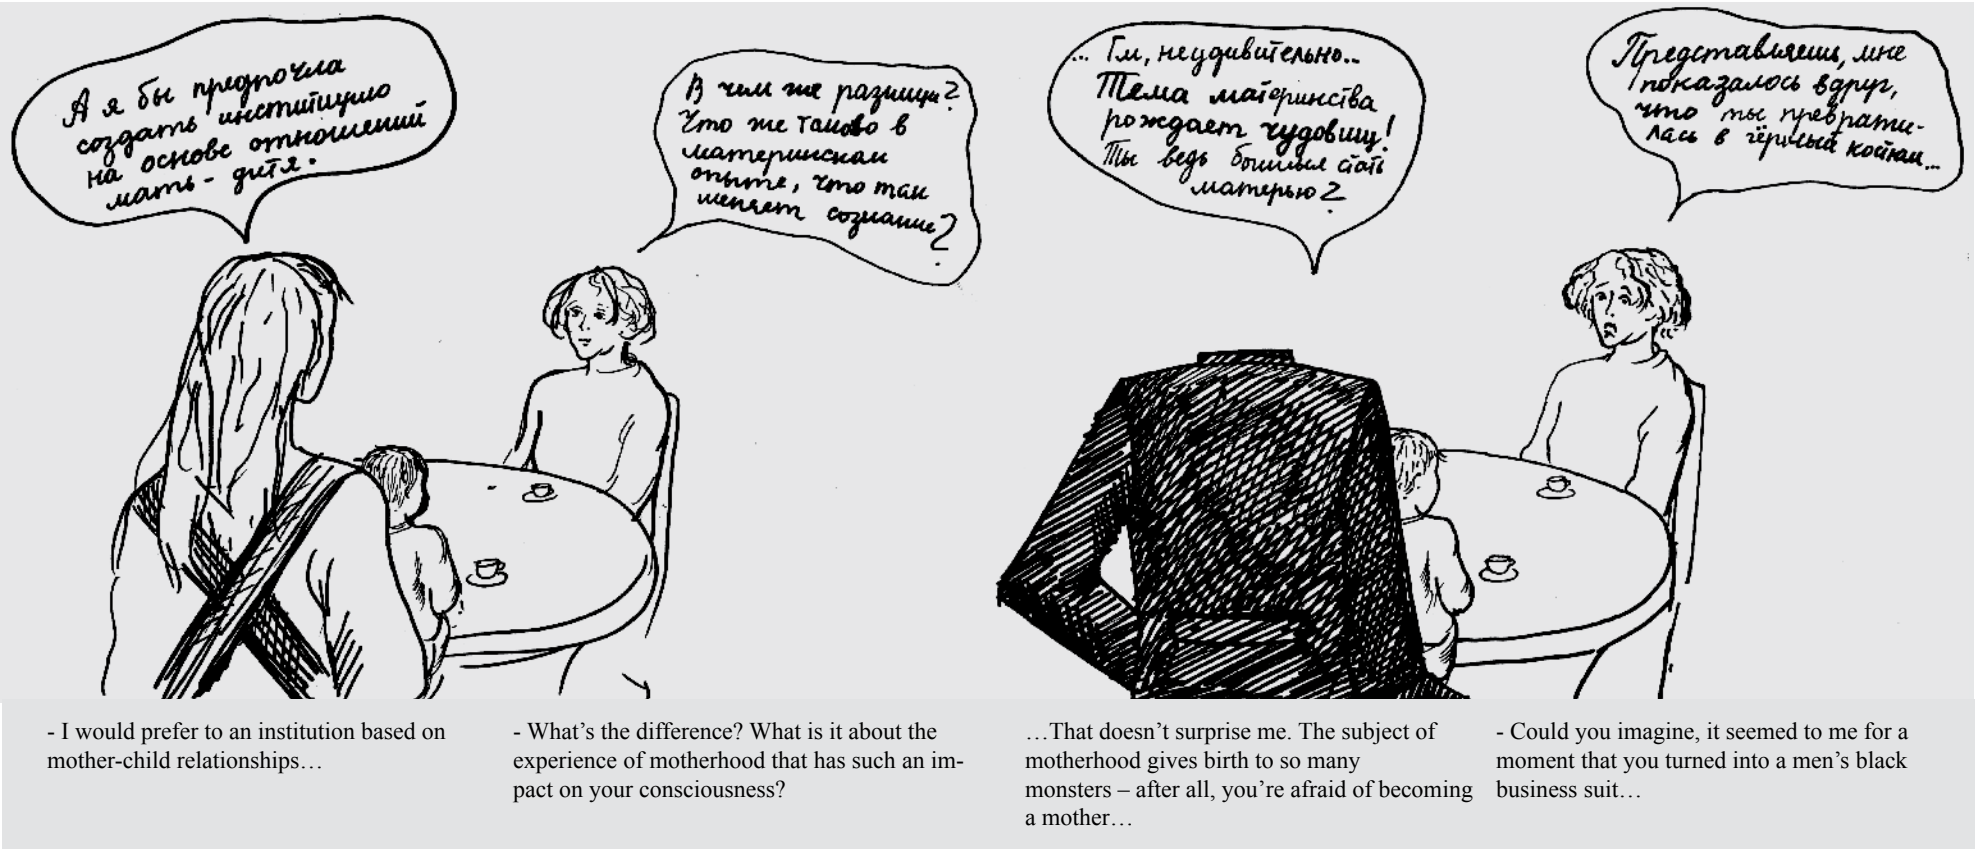 А я бы предпочла
создать институцию
на основе отношений
мать - дитя.
В чем же разница?
Что же такого в
материнском
опыте, что так
меняет сознание?
... Гм, неудивительно..
Тема материнства
рождает чудовищ!
Ты ведь боишься стать
матерью?
Представляешь, мне
показалось вдруг,
что ты преврати-
лась в чёрный костюм...
- I would prefer to an institution based on
mother-child relationships…
- What’s the difference? What is it about the
experience of motherhood that has such an im-
pact on your consciousness?
…That doesn’t surprise me. The subject of
motherhood gives birth to so many
monsters – after all, you’re afraid of becoming
a mother…
- Could you imagine, it seemed to me for a
moment that you turned into a men’s black
business suit…